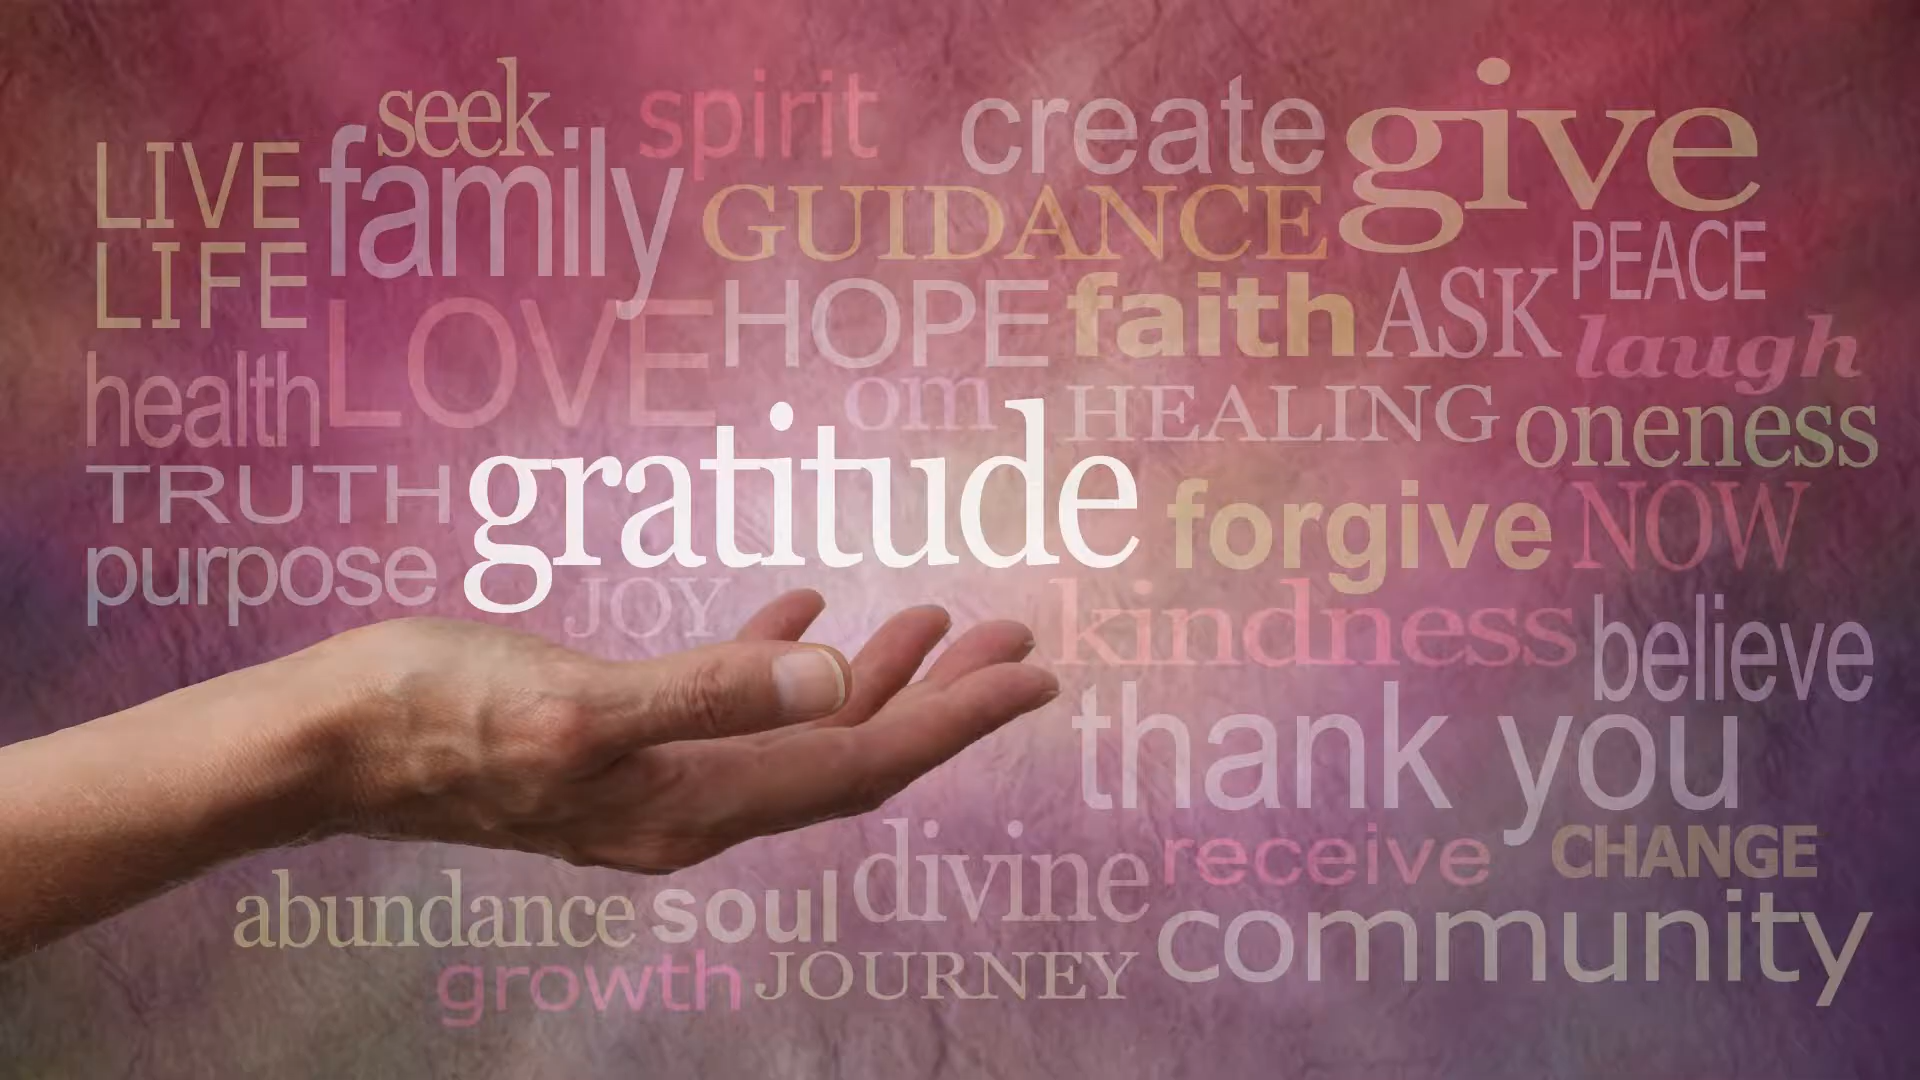 seek
spirit
create
give
LIVE
LIFE
family
GUIDANCE
PEACE
LOVE
HOPE
faith
ASK
laugh
health
om
HEALING
oneness
TRUTH
gratitude
forgive
NOW
purpose
JOY
kindness
believe
thank you
abundance
soul
divine
receive
CHANGE
growth
JOURNEY
community